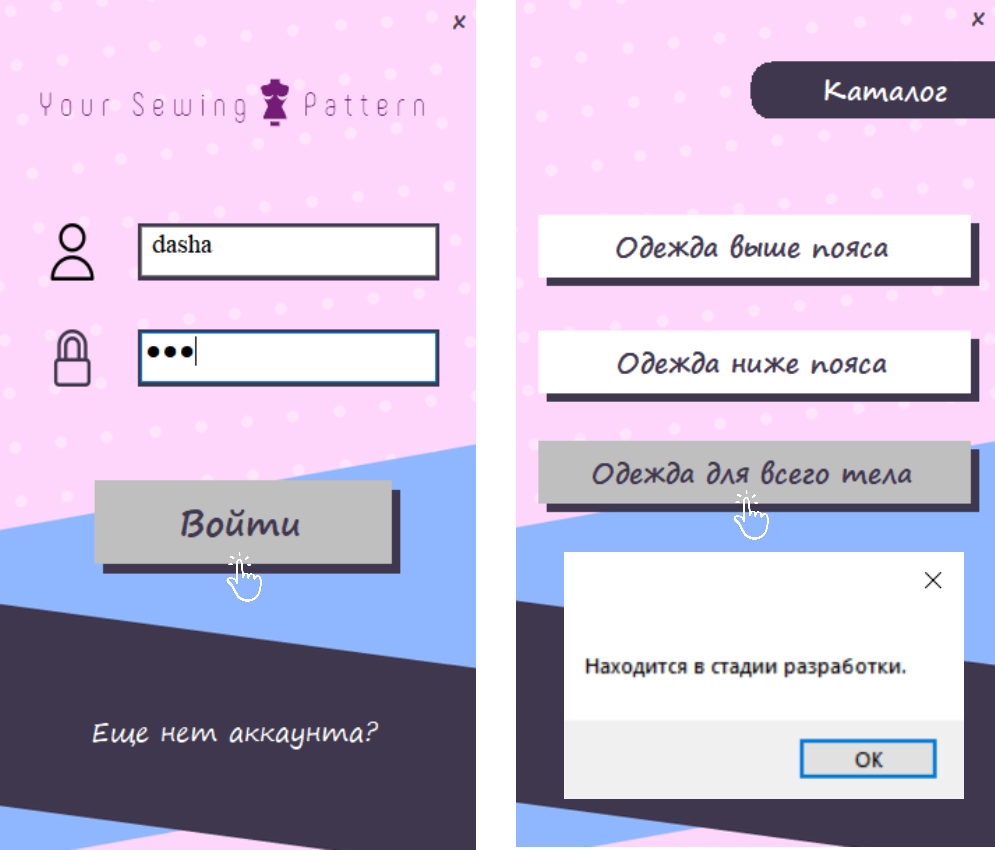 Your Sewing Pattern
dasha
•••
Войти
Еще нет аккаунта?
Каталог
Одежда выше пояса
Одежда ниже пояса
Одежда для всего тела
Находится в стадии разработки.
ОК